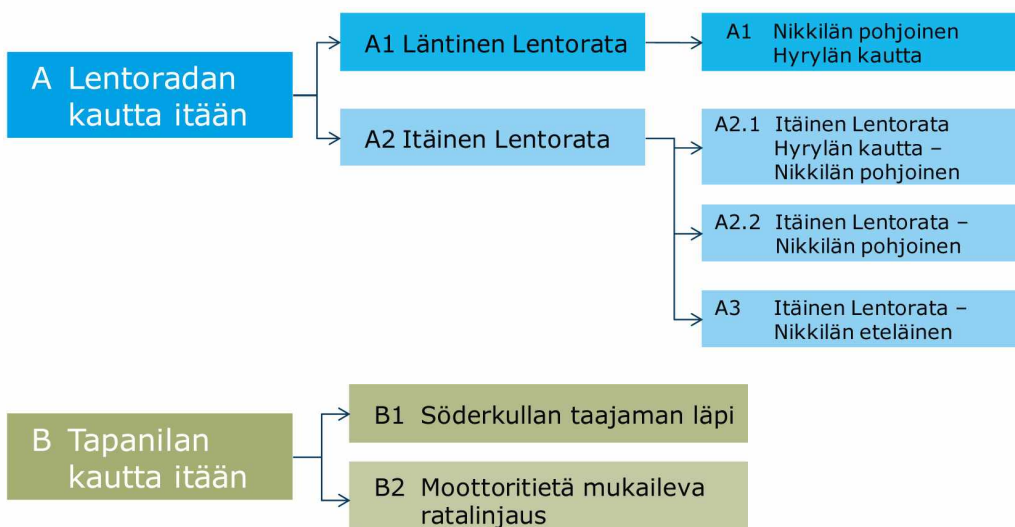 A Lentoradan
kautta itään
A1 Läntinen Lentorata
A1 Nikkilän pohjoinen
Hyrylän kautta
A2 Itäinen Lentorata
A2.1 Itäinen Lentorata
Hyrylän kautta –
Nikkilän pohjoinen
A2.2 Itäinen Lentorata –
Nikkilän pohjoinen
A3 Itäinen Lentorata –
Nikkilän eteläinen
B Tapanilan
kautta itään
B1 Söderkullan taajaman läpi
B2 Moottoritietä mukaileva
ratalinjaus